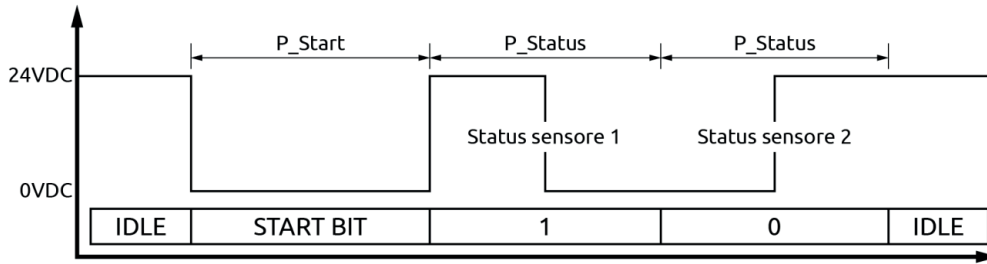 P_Start P_Status P_Status
24VDC
Status sensore 1 Status sensore 2
0VDC
IDLE START BIT 1 0 IDLE